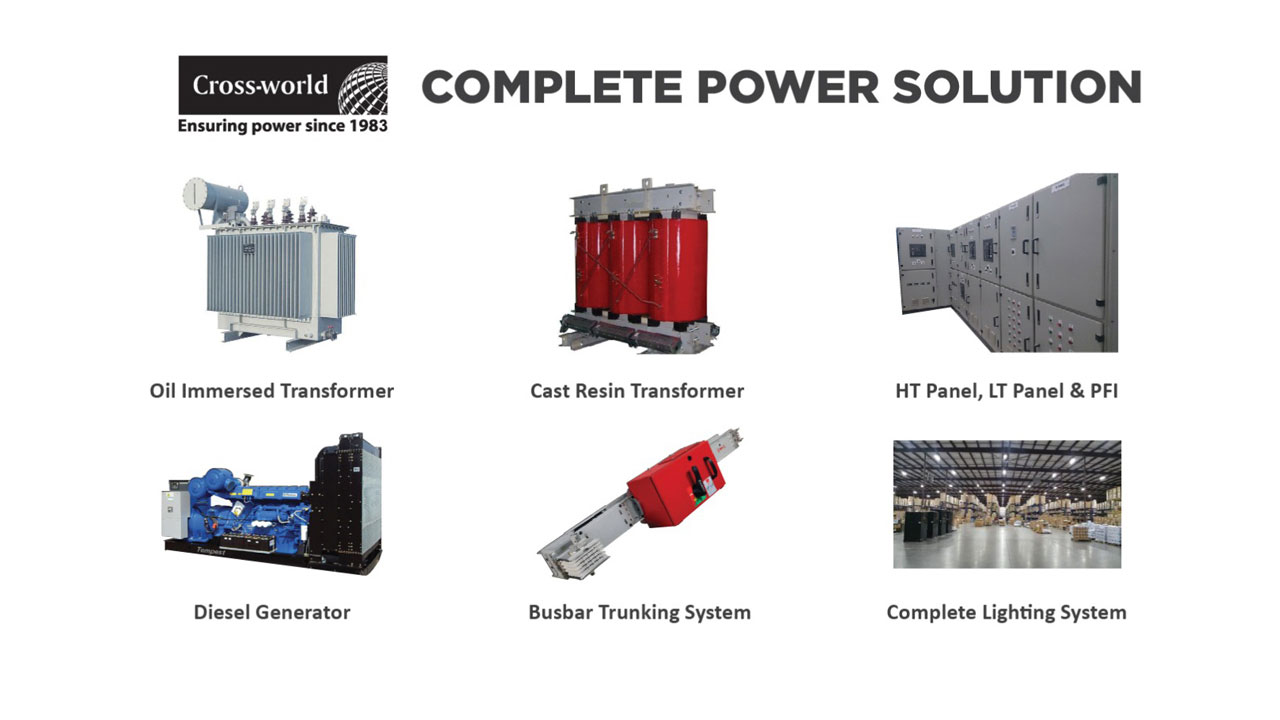 Cross-world
Ensuring power since 1983
COMPLETE POWER SOLUTION
Oil Immersed Transformer
Cast Resin Transformer
HT Panel, LT Panel & PFI
Tempest
Diesel Generator
Busbar Trunking System
Complete Lighting System